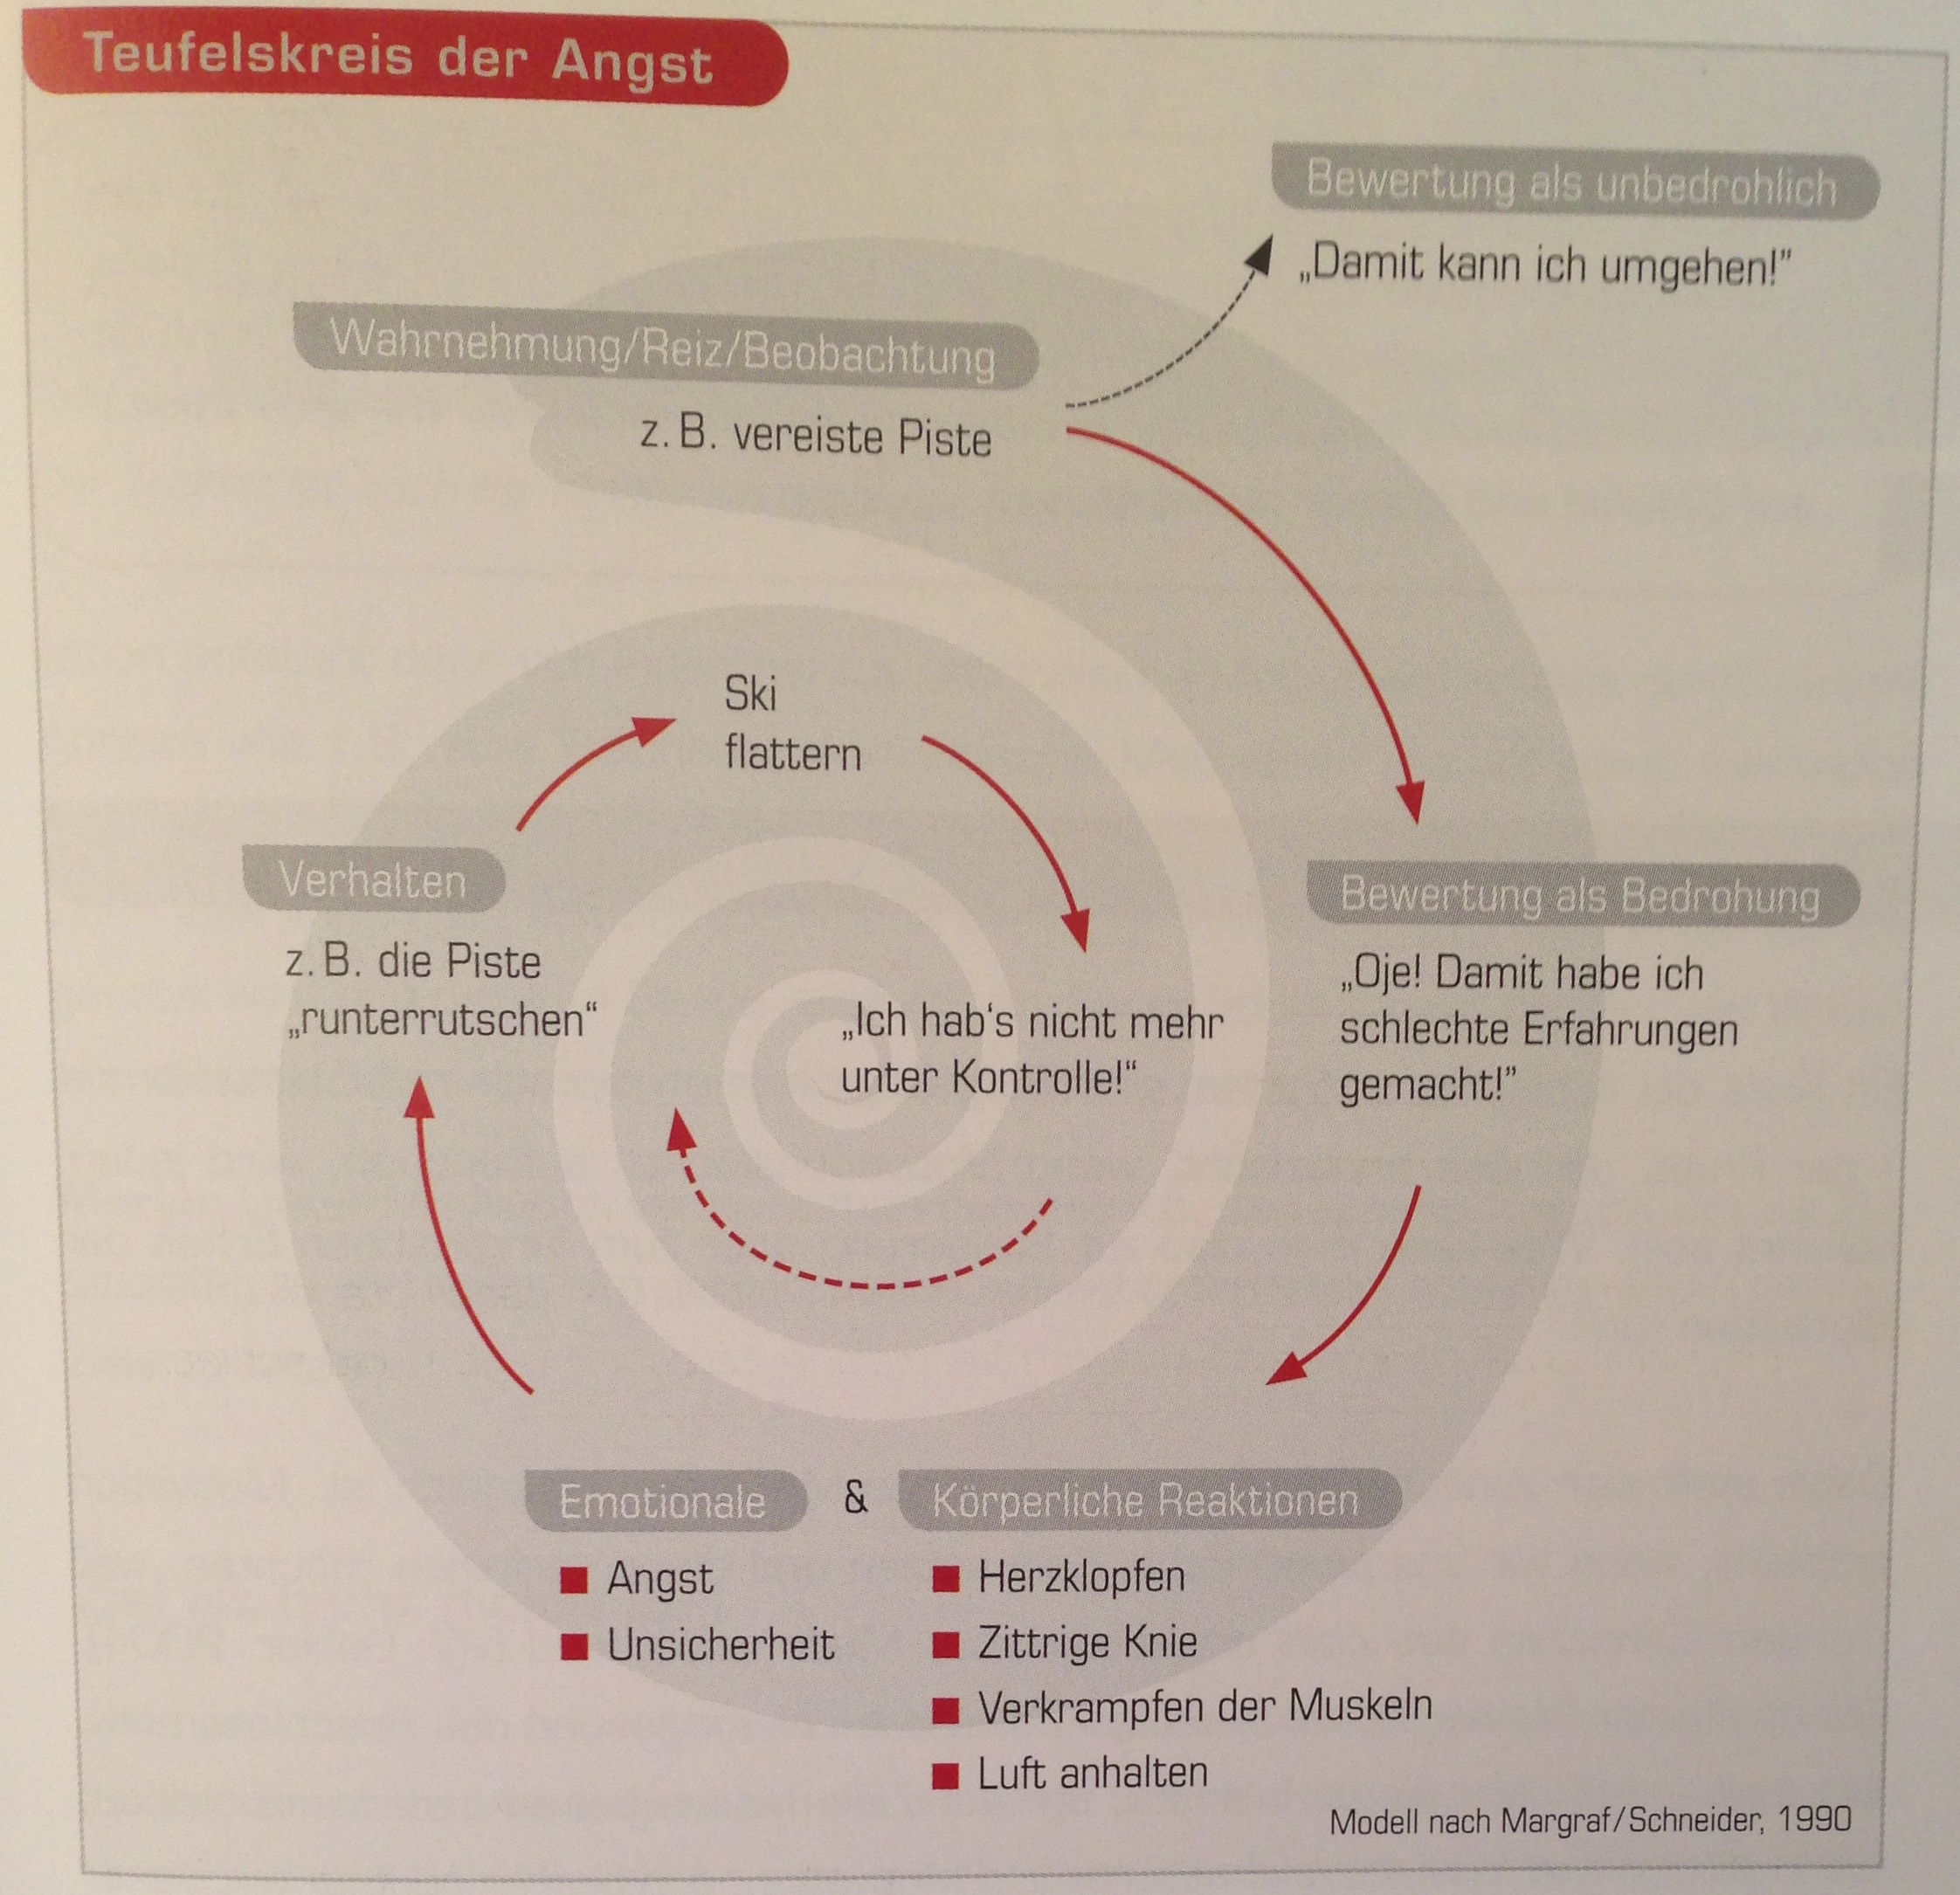 Teufelskreis der Angst
Bewertung als unbedrohlich
„Damit kann ich umgehen!”
Wahrnehmung/Reiz/Beobachtung
z. B. vereiste Piste
Bewertung als Bedrohung
„Oje! Damit habe ich
schlechte Erfahrungen
gemacht!”
Emotionale & Körperliche Reaktionen
Angst
Unsicherheit
Herzklopfen
Zittrige Knie
Verkrampfen der Muskeln
Luft anhalten
Verhalten
z. B. die Piste
„runterrutschen“
Ski
flattern
„Ich hab‘s nicht mehr
unter Kontrolle!“
Modell nach Margraf/Schneider, 1990